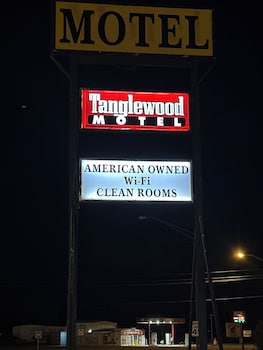 MOTEL
Tanglewood
MOTEL
AMERICAN OWNED
Wi-Fi
CLEAN ROOMS